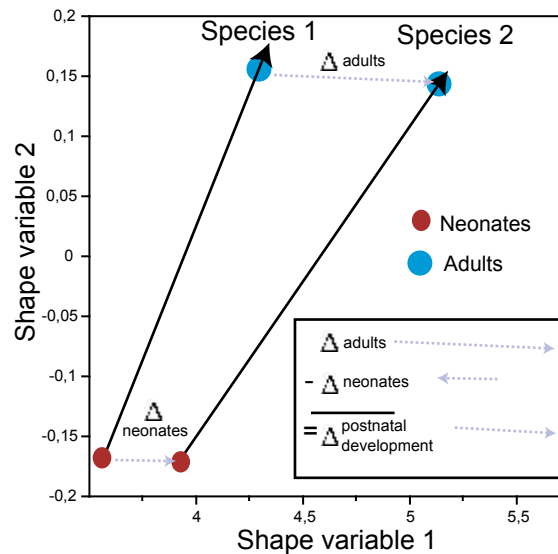 Species 1
Species 2
Δ adults
0,2
0,15
0,1
0,05
0
-0,05
-0,1
-0,15
-0,2
Shape variable 2
Neonates
Adults
Δ neonates
Δ adults
- Δ neonates
= Δ postnatal
development
4
4,5
5
5,5
Shape variable 1